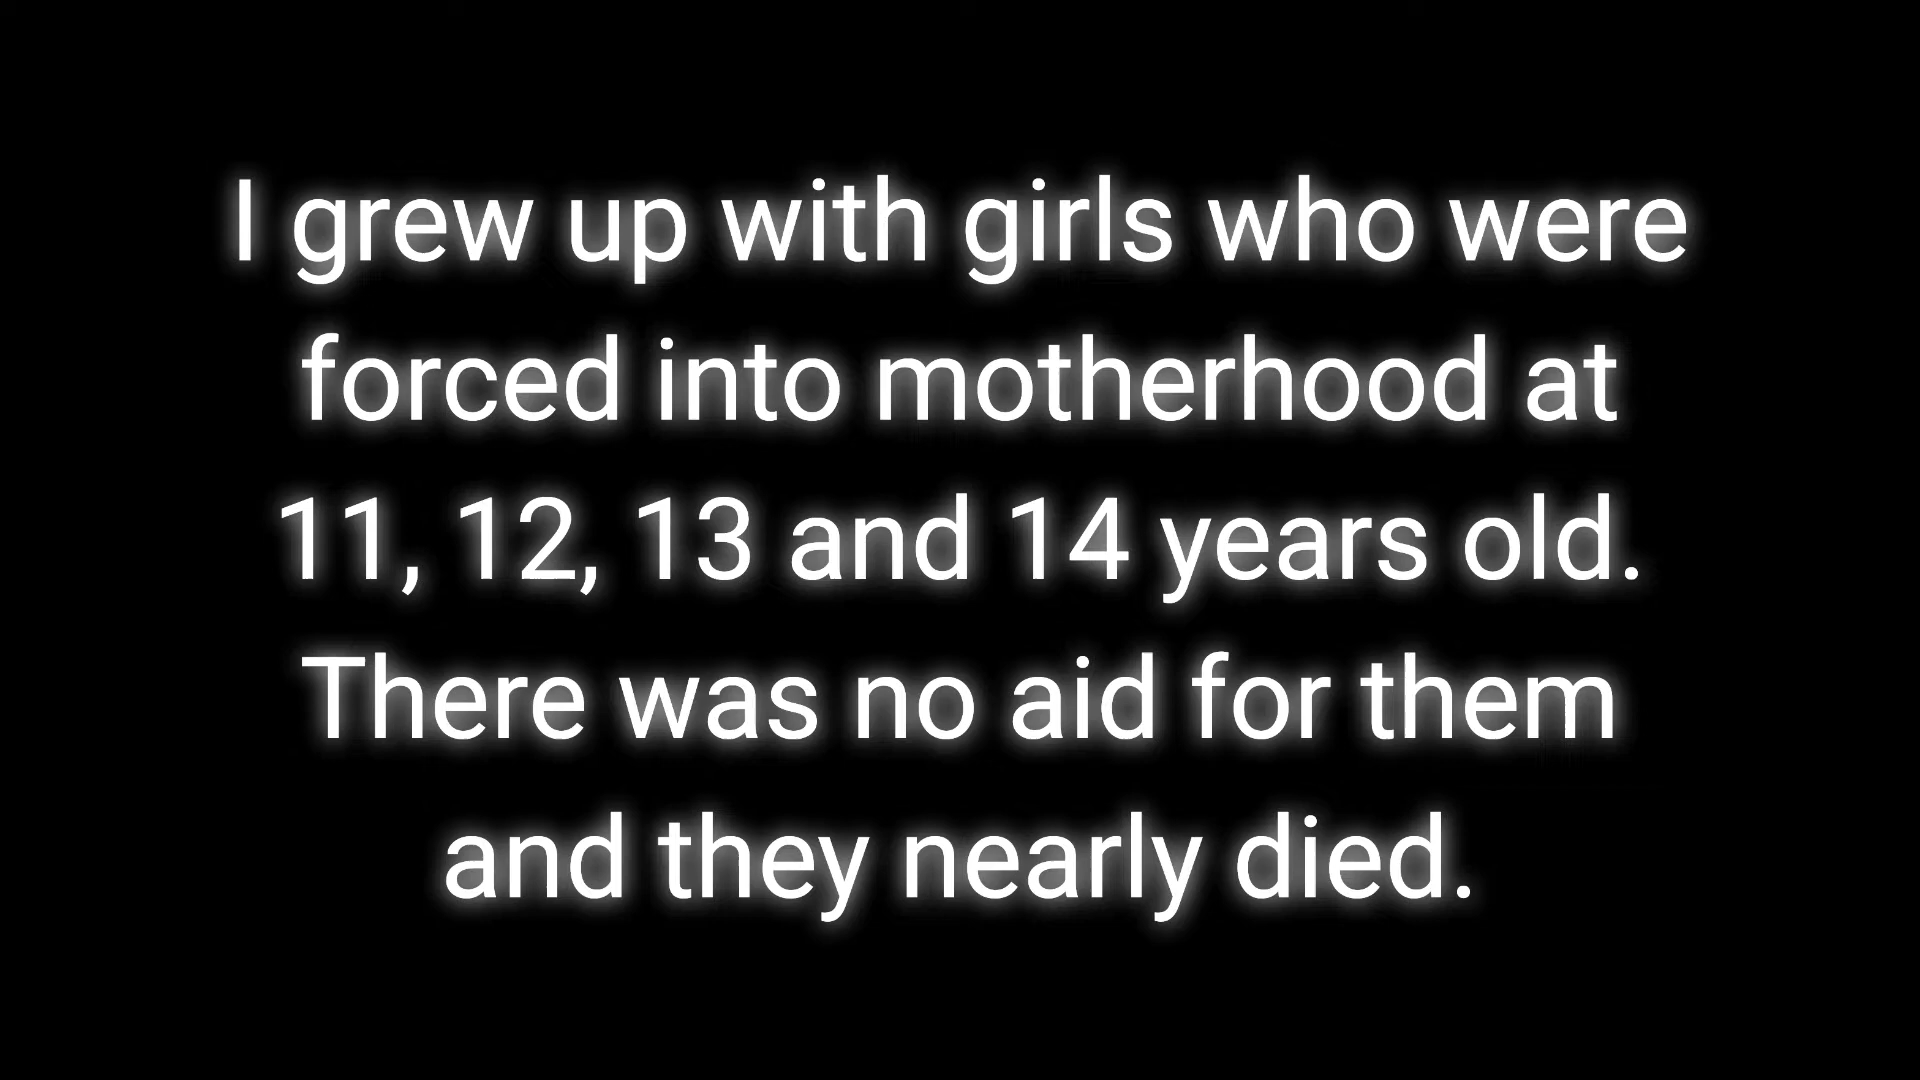 I grew up with girls who were
forced into motherhood at
11, 12, 13 and 14 years old.
There was no aid for them
and they nearly died.